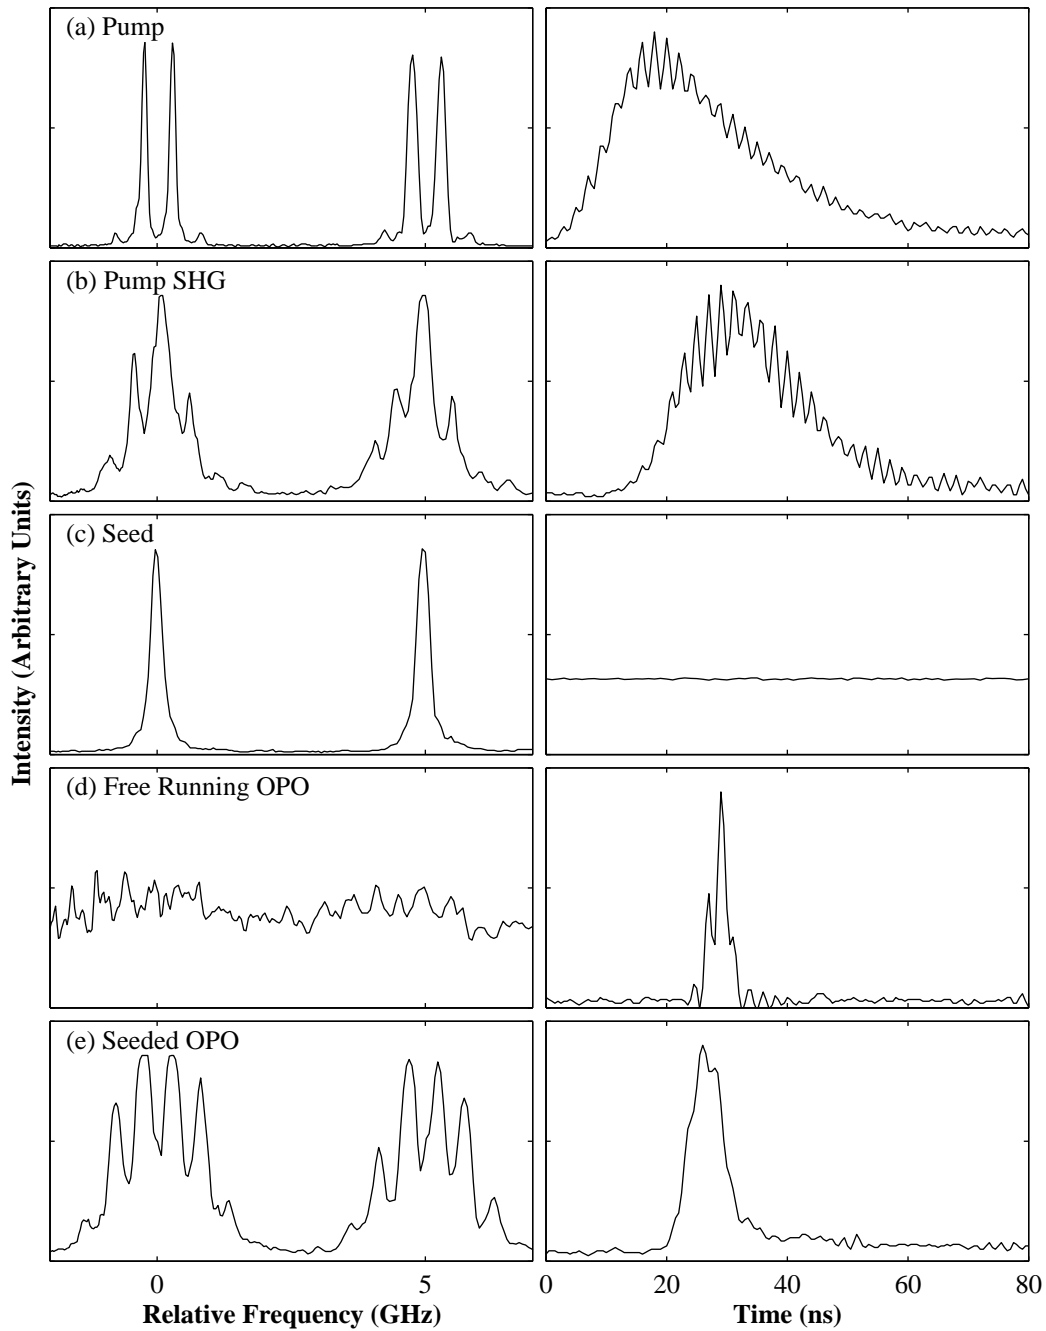 (a) Pump
(b) Pump SHG
(c) Seed
(d) Free Running OPO
(e) Seeded OPO
Intensity (Arbitrary Units)
0 5
0 20 40 60 80
Relative Frequency (GHz)
Time (ns)